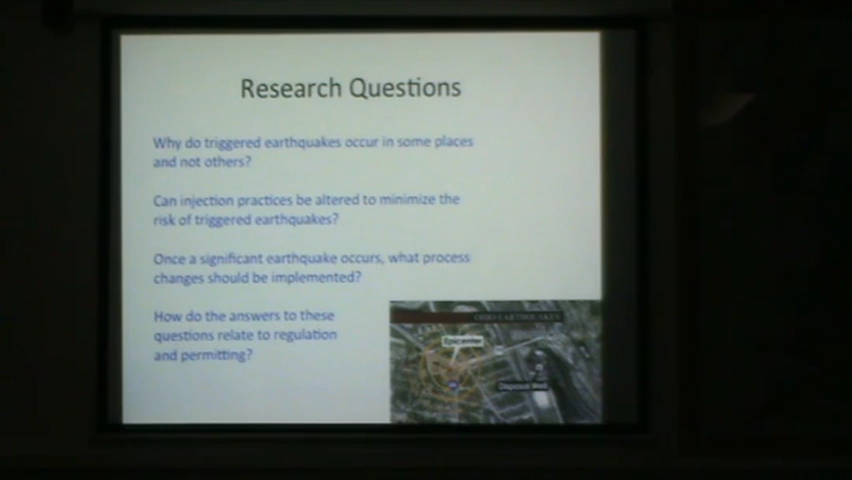 Research Questions
Why do triggered earthquakes occur in some places
and not others?
Can injection practices be altered to minimize the
risk of triggered earthquakes?
Once a significant earthquake occurs, what process
changes should be implemented?
How do the answers to these
questions relate to regulation
and permitting?
OHIO EARTHQUAKES
Epicenter
Disposal Well